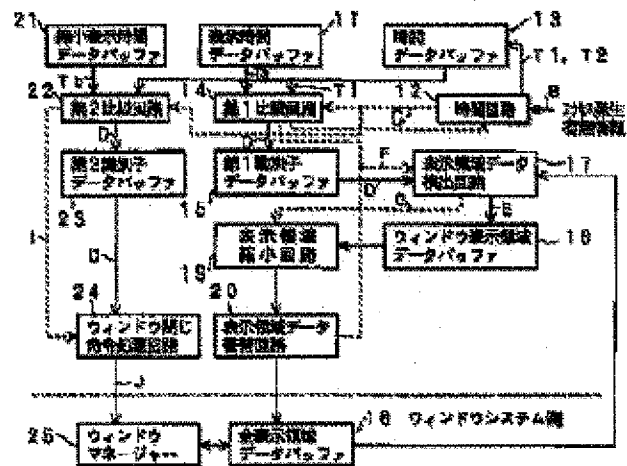 21
縮小表示時間
データバッファ
11
表示時刻
データバッファ
13
時間
データバッファ
T1, T2
22
第2比較回路
14
第1比較回路
T1
12
時間回路
B
D
第2識別子
データバッファ
23
D
第1識別子
データバッファ
15
F
D
G
表示領域データ
検出回路
17
E
ウィンドウ表示領域
データバッファ
18
表示領域
縮小回路
19
I
D
24
ウィンドウ閉じ
命令処理回路
20
表示領域データ
書替回路
J
25
ウィンドウ
マネージャー
全表示領域
データバッファ
16
ウィンドウシステム側